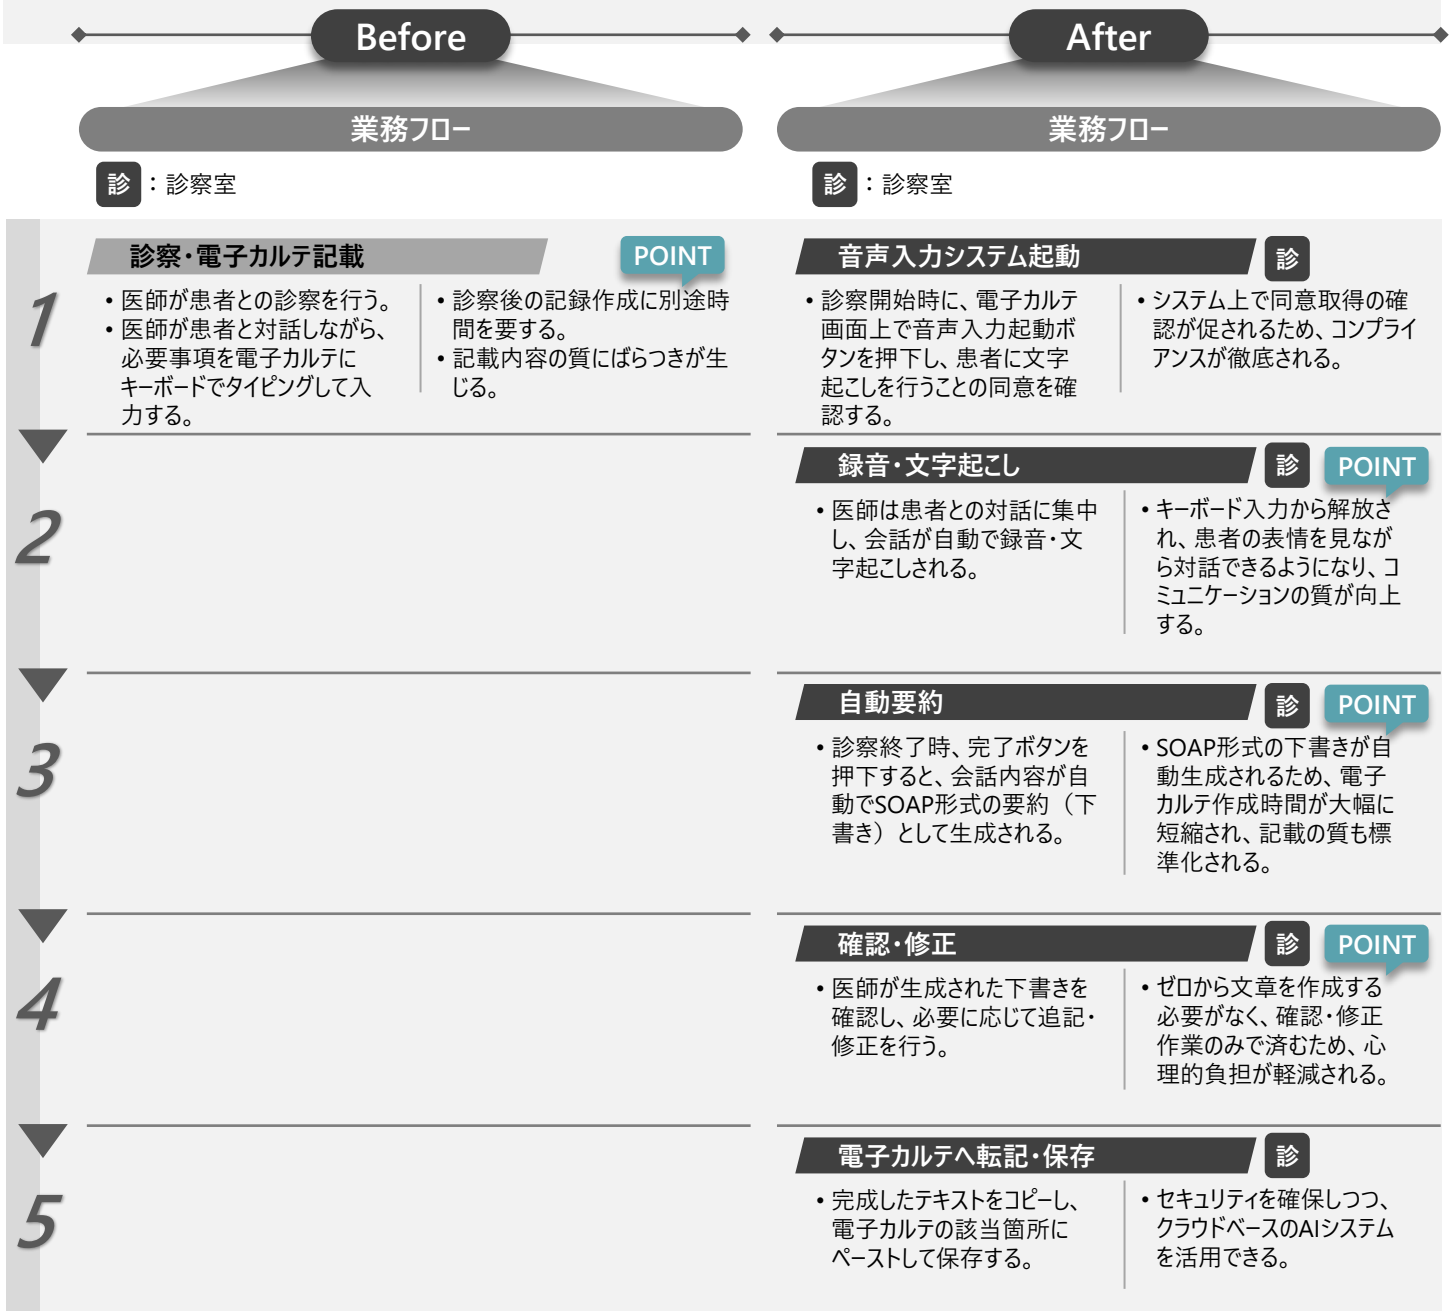 Before
業務フロー
診：診察室
After
業務フロー
診：診察室
1
診察・電子カルテ記載
POINT
• 医師が患者との診察を行う。
• 医師が患者と対話しながら、
必要事項を電子カルテに
キーボードでタイピングして入
力する。
• 診察後の記録作成に別途時
間を要する。
• 記載内容の質にばらつきが生
じる。
音声入力システム起動
診
• 診察開始時に、電子カルテ
画面上で音声入力起動ボ
タンを押下し、患者に文字
起こしを行うことの同意を確
認する。
• システム上で同意取得の確
認が促されるため、コンプライ
アンスが徹底される。
2
録音・文字起こし
診
POINT
• 医師は患者との対話に集中
し、会話が自動で録音・文
字起こしされる。
• キーボード入力から解放さ
れ、患者の表情を見なが
ら対話できるようになり、コ
ミュニケーションの質が向上
する。
3
自動要約
診
POINT
• 診察終了時、完了ボタンを
押下すると、会話内容が自
動でSOAP形式の要約（下
書き）として生成される。
• SOAP形式の下書きが自
動生成されるため、電子
カルテ作成時間が大幅に
短縮され、記載の質も標
準化される。
4
確認・修正
診
POINT
• 医師が生成された下書きを
確認し、必要に応じて追記・
修正を行う。
• ゼロから文章を作成する
必要がなく、確認・修正
作業のみで済むため、心
理的負担が軽減される。
5
電子カルテへ転記・保存
診
• 完成したテキストをコピーし、
電子カルテの該当箇所に
ペーストして保存する。
• セキュリティを確保しつつ、
クラウドベースのAIシステム
を活用できる。